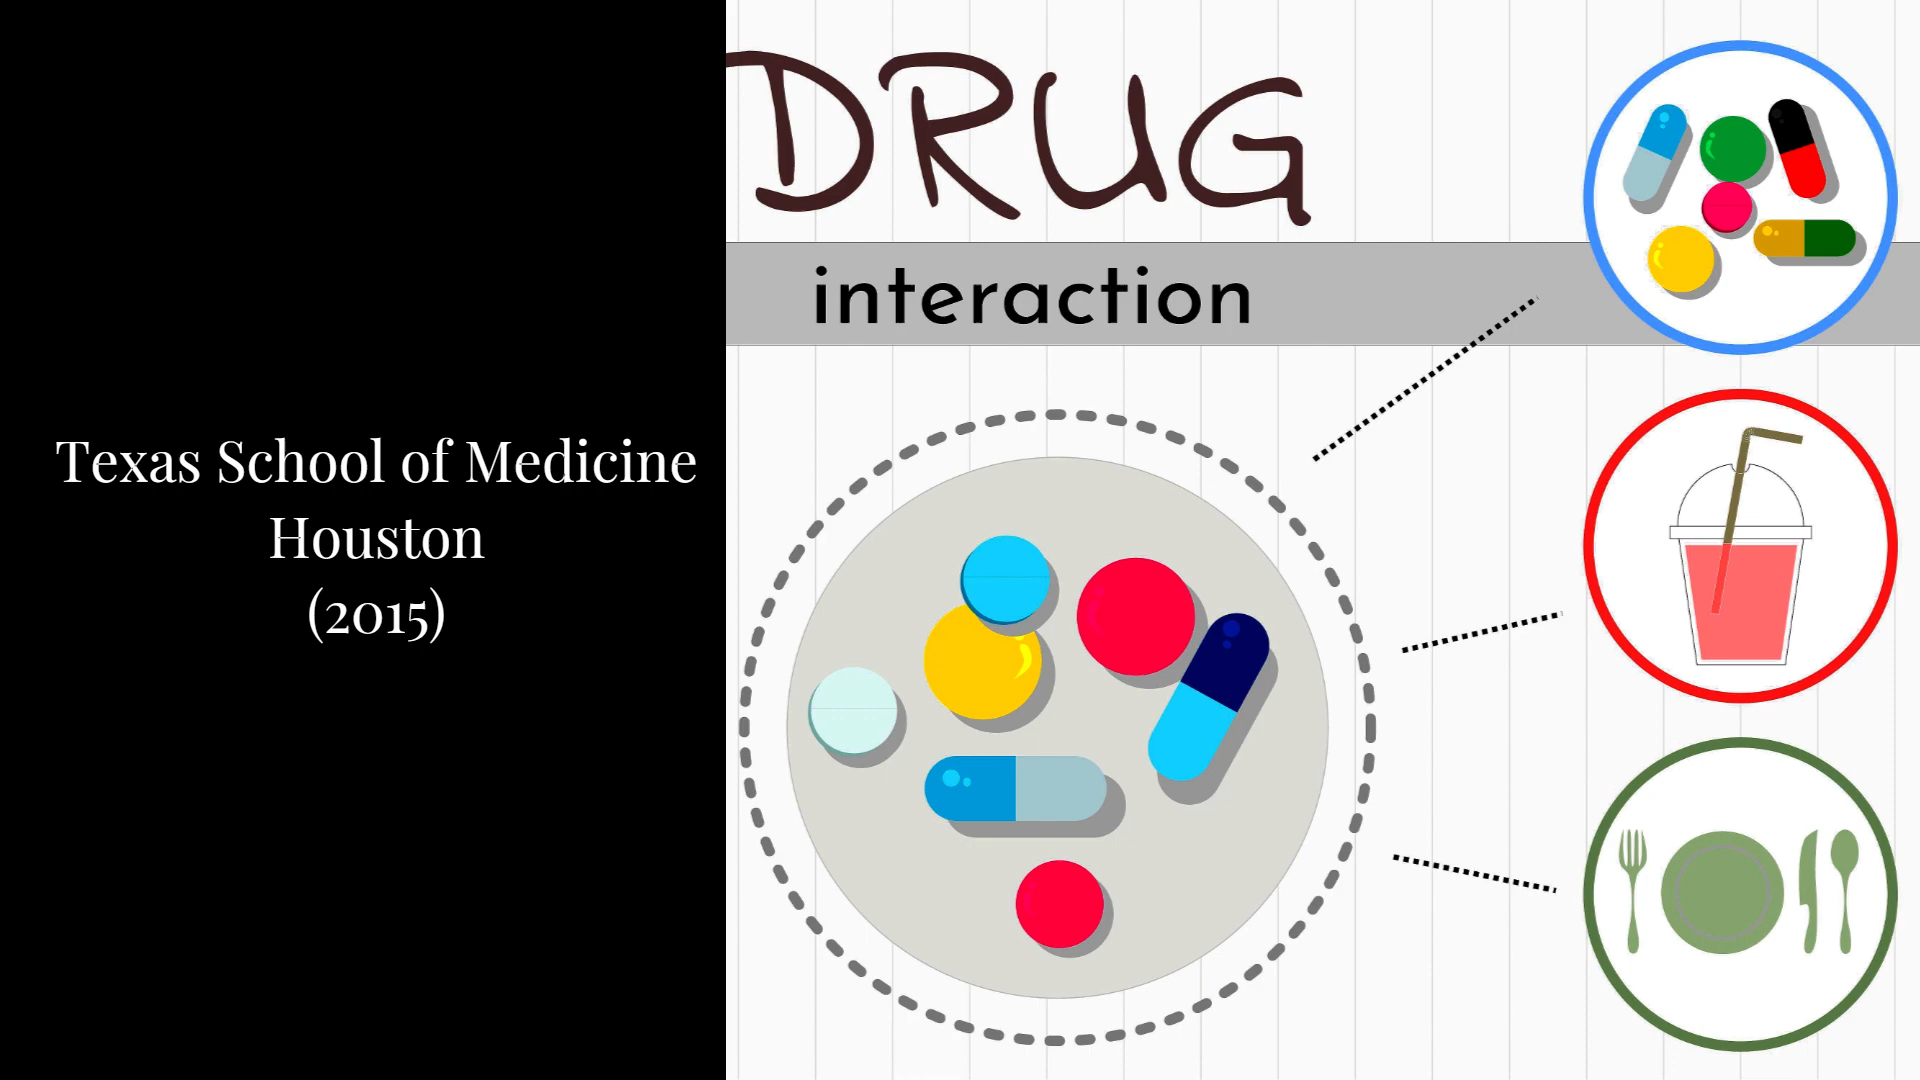 Texas School of Medicine
Houston
(2015)
DRUG
interaction